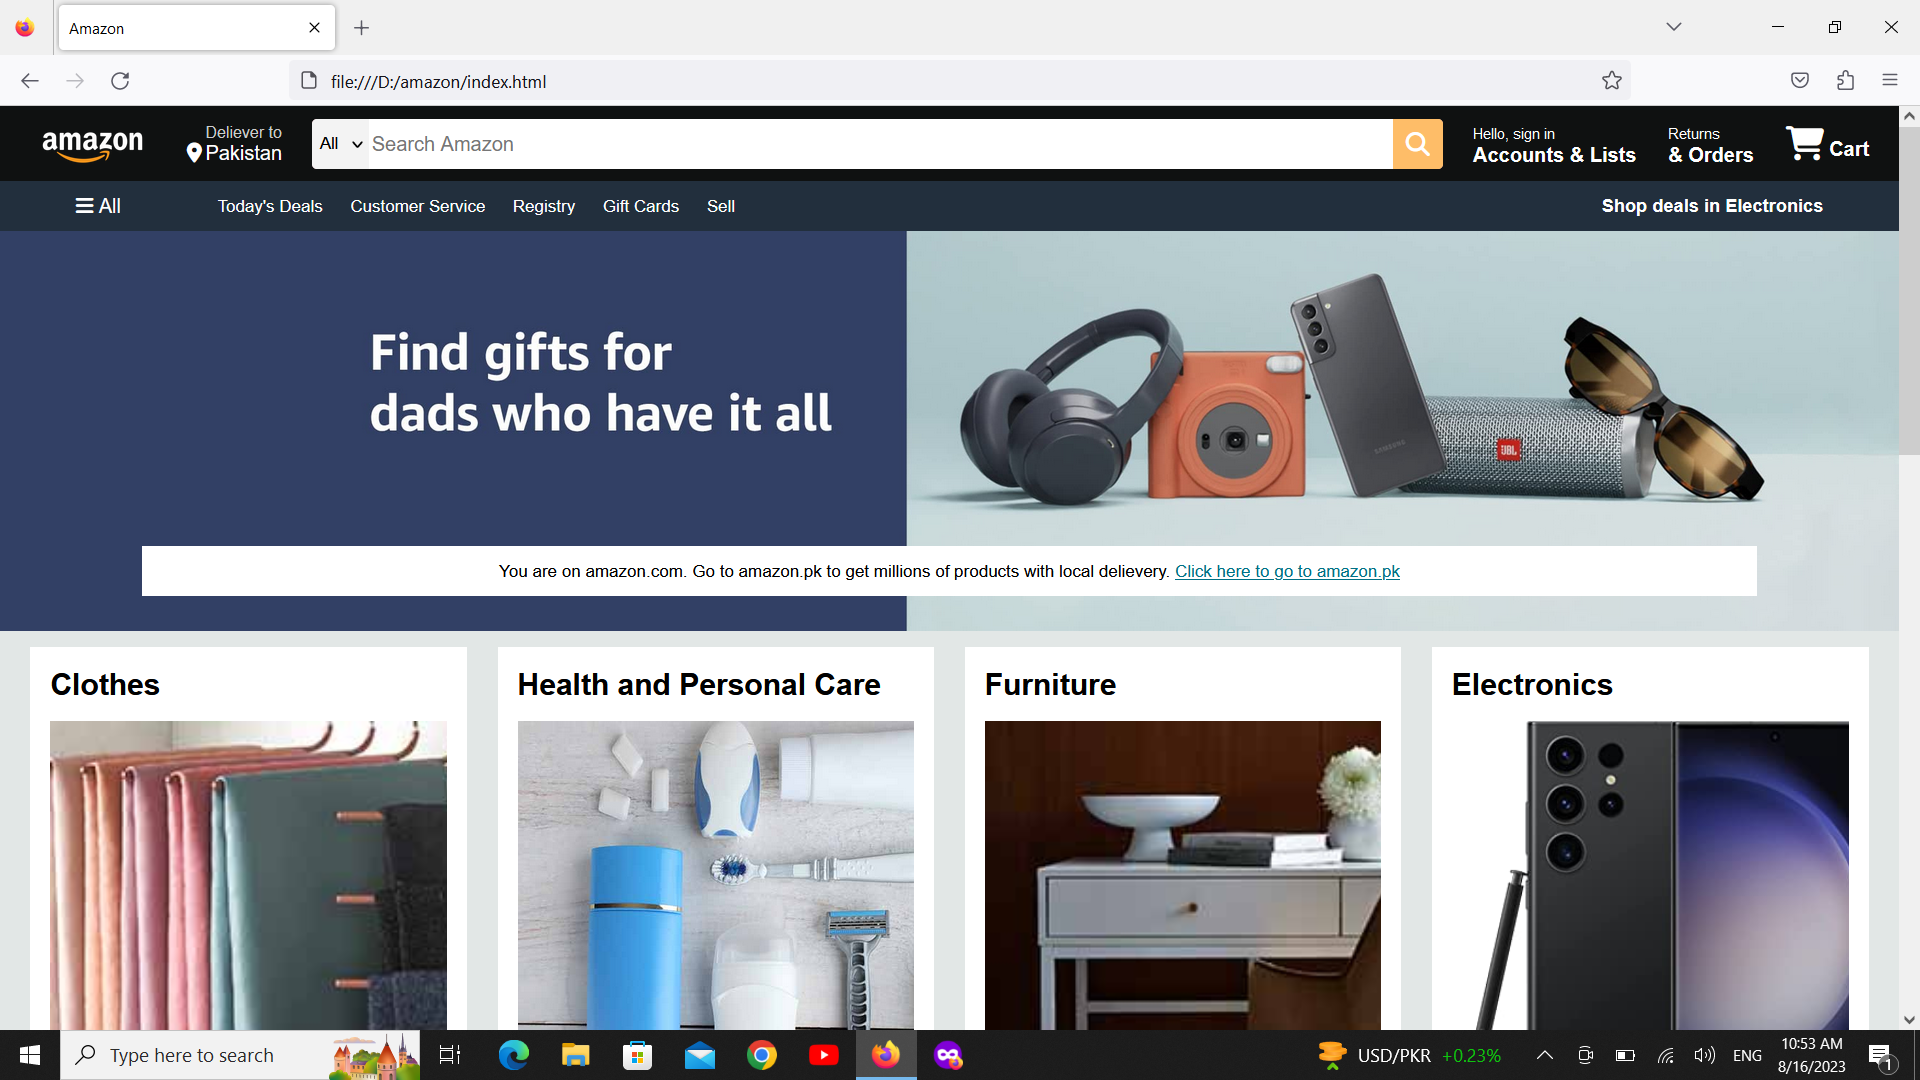 Amazon
file:///D:/amazon/index.html
amazon
Deliever to
Pakistan
All
Search Amazon
Hello, sign in
Accounts & Lists
Returns
& Orders
Cart
All
Today's Deals
Customer Service
Registry
Gift Cards
Sell
Shop deals in Electronics
Find gifts for
dads who have it all
SAMSUNG
JBL
You are on amazon.com. Go to amazon.pk to get millions of products with local delievery. Click here to go to amazon.pk
Clothes
Health and Personal Care
Furniture
Electronics
Type here to search
USD/PKR +0.23%
ENG
10:53 AM
8/16/2023
1